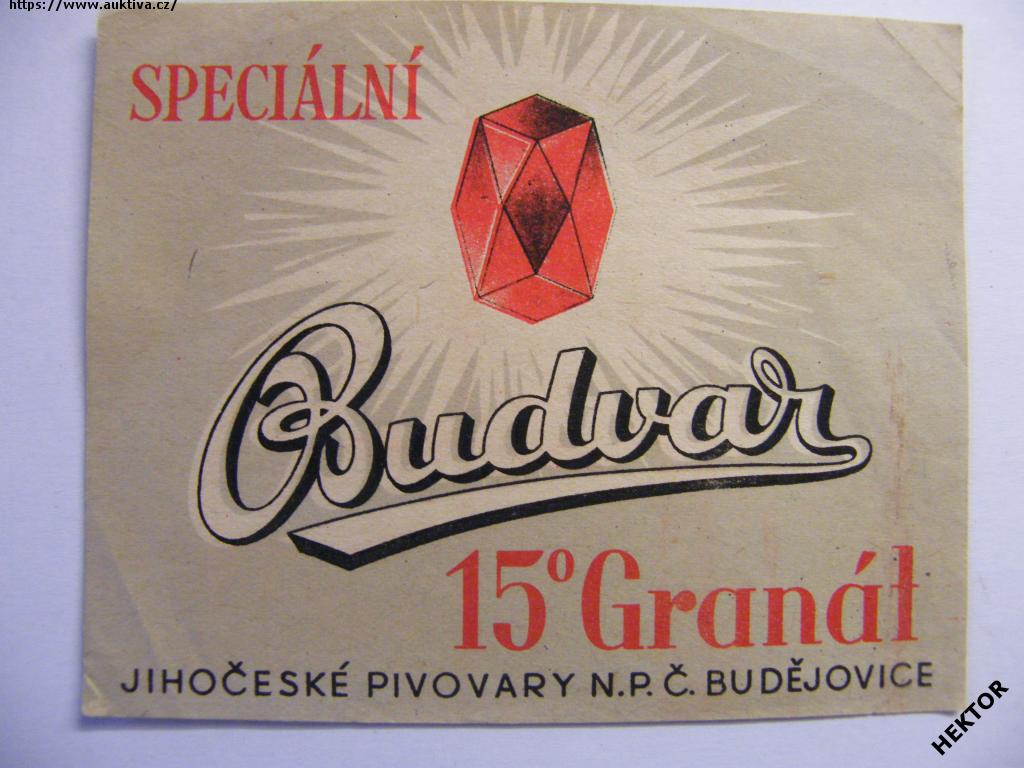 https://www.auktiva.cz/
SPECIÁLNÍ
Budvar
15° Granát
JIHOČESKÉ PIVOVARY N.P. Č. BUDĚJOVICE
HEKTOR